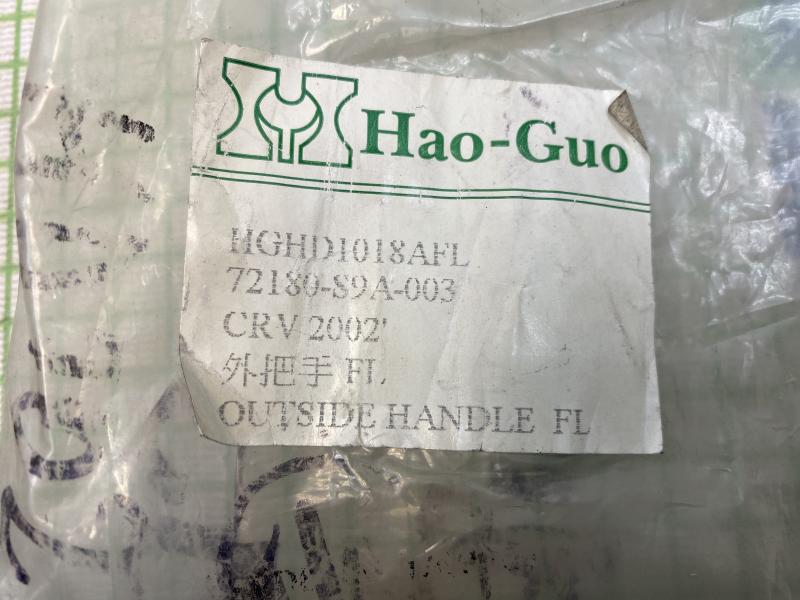 Hao-Guo
HGHD1018AFL
72180-S9A-003
CRV 2002'
外把手 FL
OUTSIDE HANDLE FL